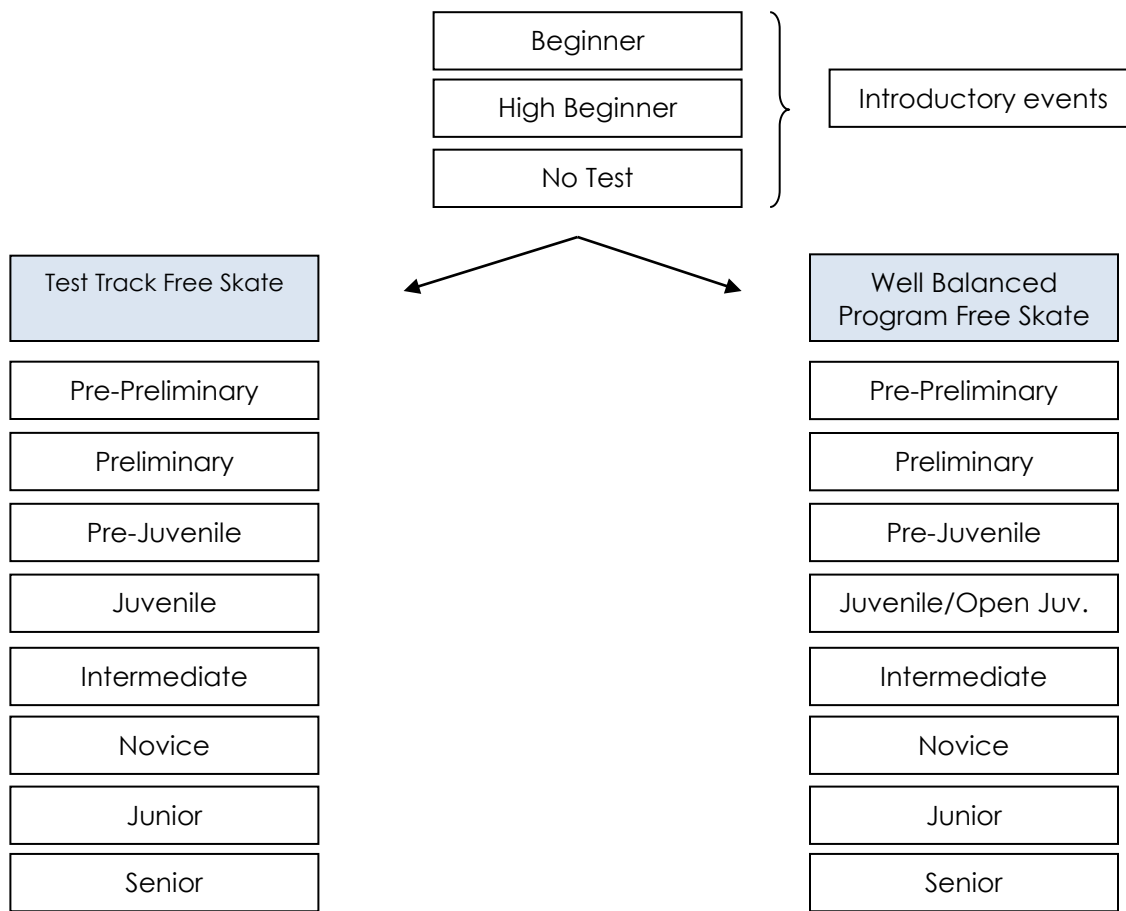 Beginner
High Beginner
Introductory events
No Test
Test Track Free Skate
Well Balanced
Program Free Skate
Pre-Preliminary
Pre-Preliminary
Preliminary
Preliminary
Pre-Juvenile
Pre-Juvenile
Juvenile
Juvenile/Open Juv.
Intermediate
Intermediate
Novice
Novice
Junior
Junior
Senior
Senior